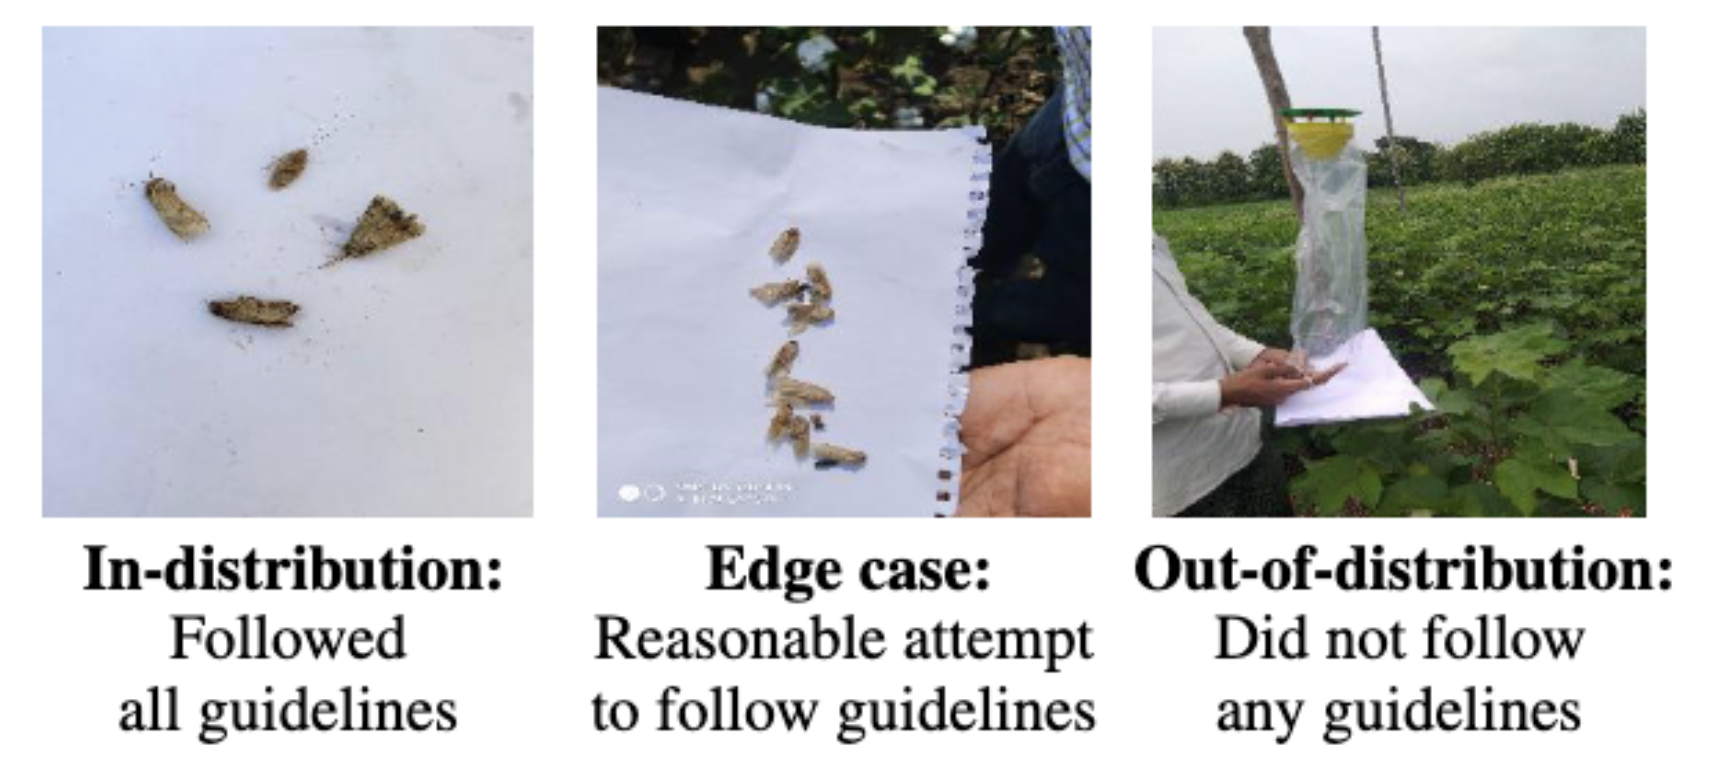 In-distribution:
Followed
all guidelines
Edge case:
Reasonable attempt
to follow guidelines
Out-of-distribution:
Did not follow
any guidelines